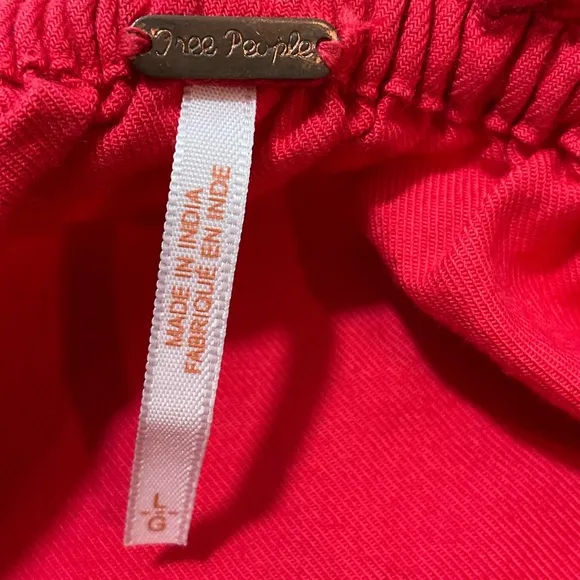 Free People
MADE IN INDIA
FABRIQUÉ EN INDE
L
G